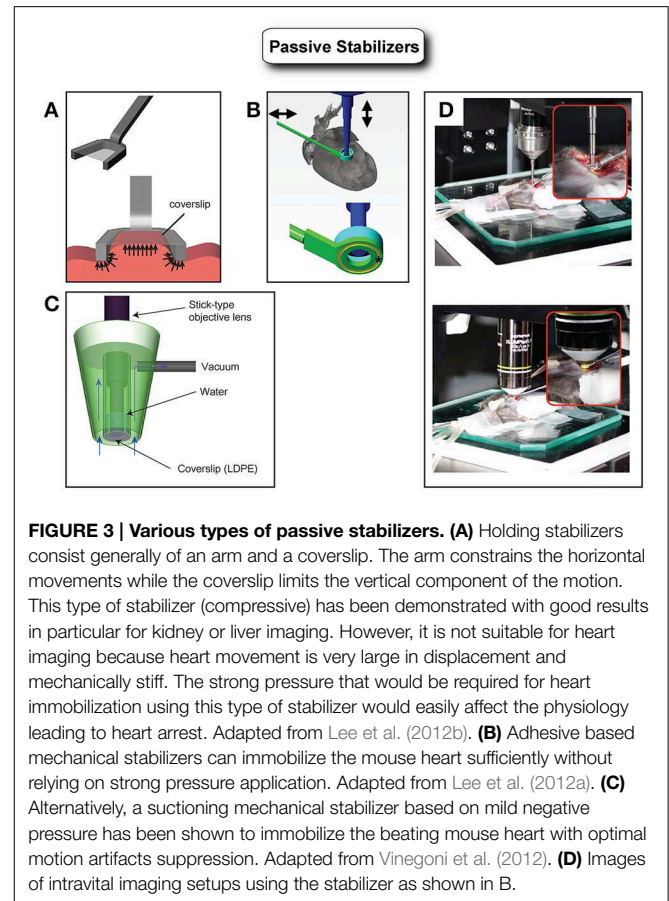 Passive Stabilizers
A
coverslip
B
D
C
Stick-type
objective lens
Vacuum
Water
Coverslip (LDPE)
*
FIGURE 3 | Various types of passive stabilizers. (A) Holding stabilizers
consist generally of an arm and a coverslip. The arm constrains the horizontal
movements while the coverslip limits the vertical component of the motion.
This type of stabilizer (compressive) has been demonstrated with good results
in particular for kidney or liver imaging. However, it is not suitable for heart
imaging because heart movement is very large in displacement and
mechanically stiff. The strong pressure that would be required for heart
immobilization using this type of stabilizer would easily affect the physiology
leading to heart arrest. Adapted from Lee et al. (2012b). (B) Adhesive based
mechanical stabilizers can immobilize the mouse heart sufficiently without
relying on strong pressure application. Adapted from Lee et al. (2012a). (C)
Alternatively, a suctioning mechanical stabilizer based on mild negative
pressure has been shown to immobilize the beating mouse heart with optimal
motion artifacts suppression. Adapted from Vinegoni et al. (2012). (D) Images
of intravital imaging setups using the stabilizer as shown in B.